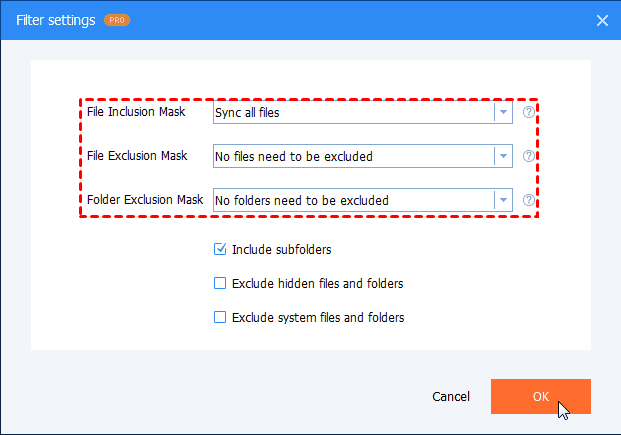 Filter settings PRO
File Inclusion Mask Sync all files
File Exclusion Mask No files need to be excluded
Folder Exclusion Mask No folders need to be excluded
Include subfolders
Exclude hidden files and folders
Exclude system files and folders
Cancel OK